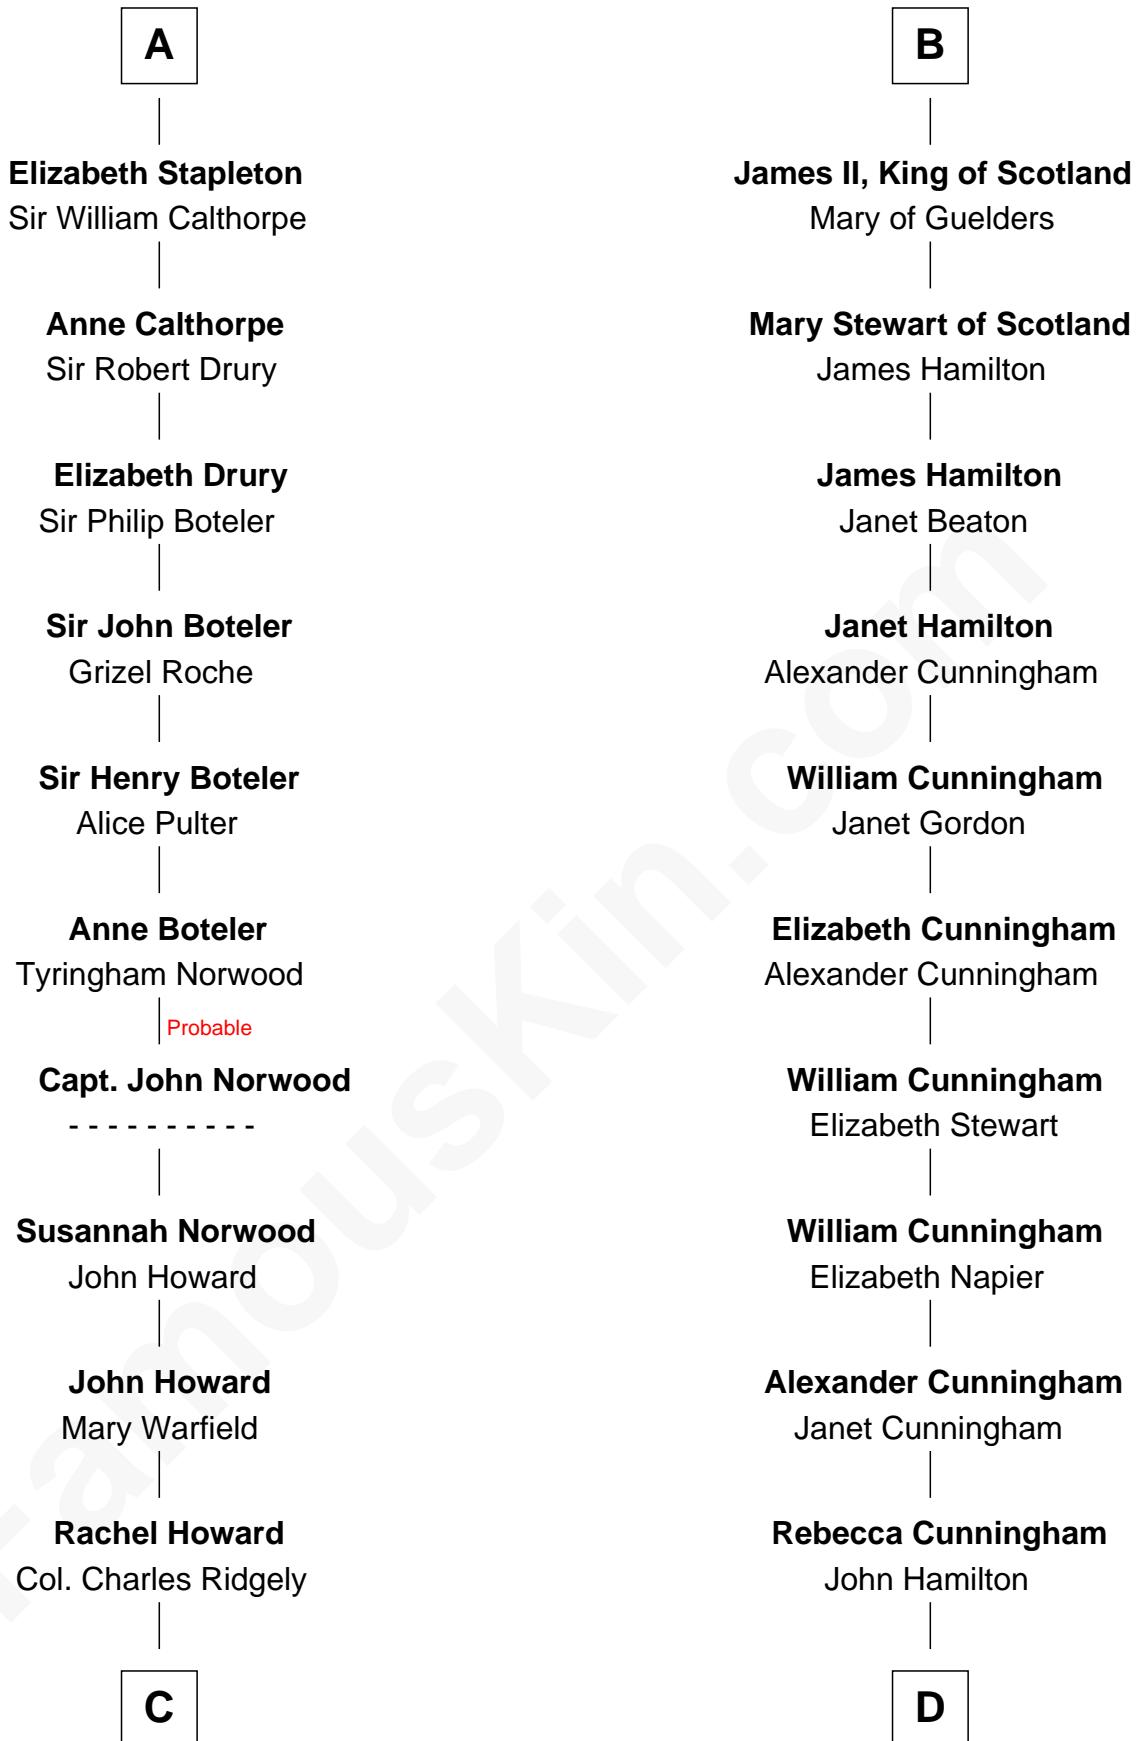 A
Elizabeth Stapleton
Sir William Calthorpe
Anne Calthorpe
Sir Robert Drury
Elizabeth Drury
Sir Philip Boteler
Sir John Boteler
Grizel Roche
Sir Henry Boteler
Alice Pulter
Anne Boteler
Tyringham Norwood
Probable
Capt. John Norwood
- - - - - - - - - -
Susannah Norwood
John Howard
John Howard
Mary Warfield
Rachel Howard
Col. Charles Ridgely
C
B
James II, King of Scotland
Mary of Guelders
Mary Stewart of Scotland
James Hamilton
James Hamilton
Janet Beaton
Janet Hamilton
Alexander Cunningham
William Cunningham
Janet Gordon
Elizabeth Cunningham
Alexander Cunningham
William Cunningham
Elizabeth Stewart
William Cunningham
Elizabeth Napier
Alexander Cunningham
Janet Cunningham
Rebecca Cunningham
John Hamilton
D
FamousKin.com